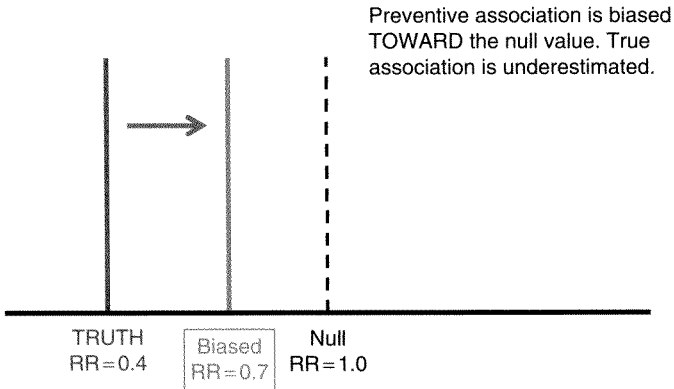 Preventive association is biased
TOWARD the null value. True
association is underestimated.
TRUTH
RR=0.4
Biased
RR=0.7
Null
RR=1.0